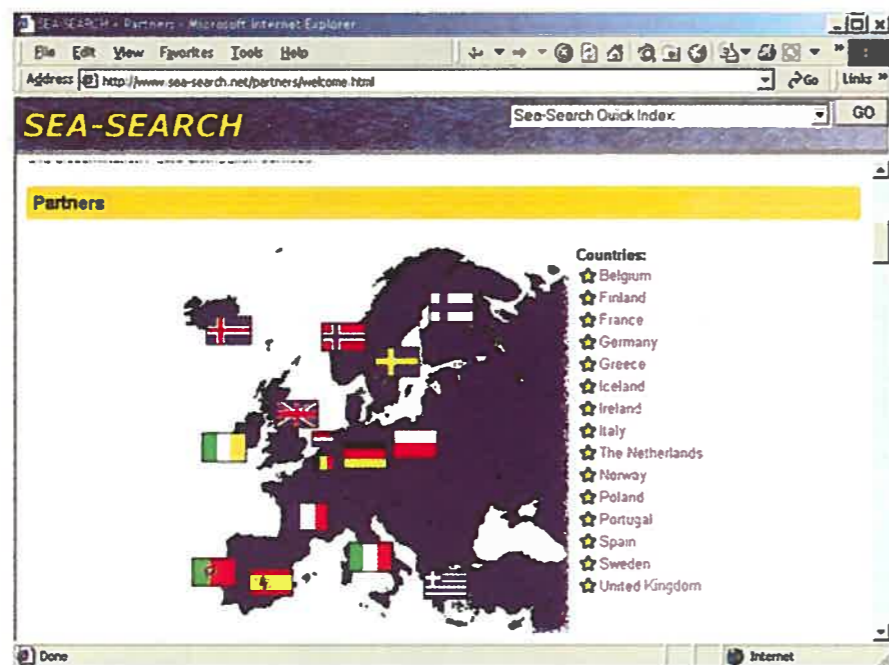 SEA-SEARCH - Partners - Microsoft Internet Explorer
File Edit View Favorites Tools Help
Address http://www.sea-search.net/partners/welcome.html Go Links »
SEA-SEARCH
Sea-Search Quick Index GO
Partners
Countries:
Belgium
Finland
France
Germany
Greece
Iceland
Ireland
Italy
The Netherlands
Norway
Poland
Portugal
Spain
Sweden
United Kingdom
Done Internet